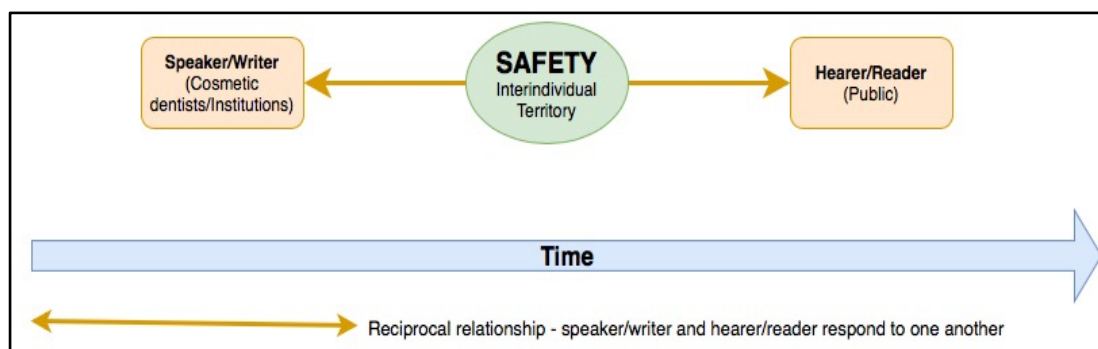 Speaker/Writer
(Cosmetic
dentists/Institutions)
SAFETY
Interindividual
Territory
Hearer/Reader
(Public)
Time
Reciprocal relationship - speaker/writer and hearer/reader respond to one another